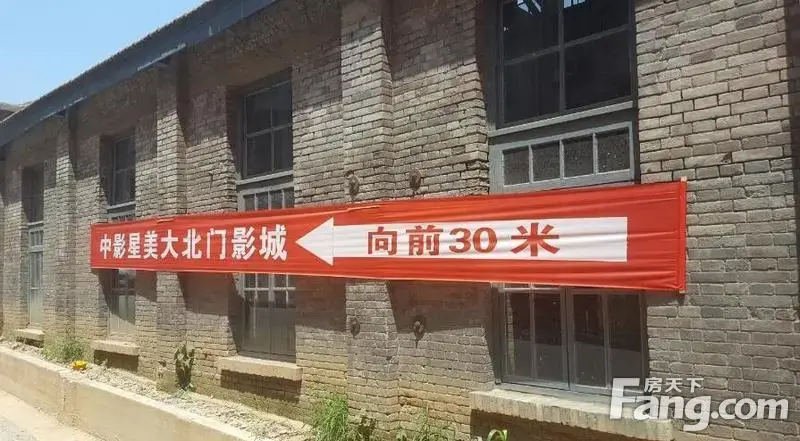 中影星美大北门影城 向前30米
房天下
Fang.com